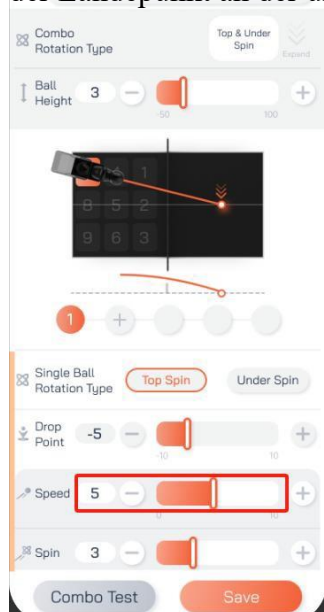 Combo
Rotation Type
Top & Under
Spin
Expand
Ball
Height
3
-50
100
1
8 5 2
9 6 3
1
Single Ball
Rotation Type
Top Spin
Under Spin
Drop
Point
-5
-10
10
Speed
5
0
10
Spin
3
Combo Test
Save